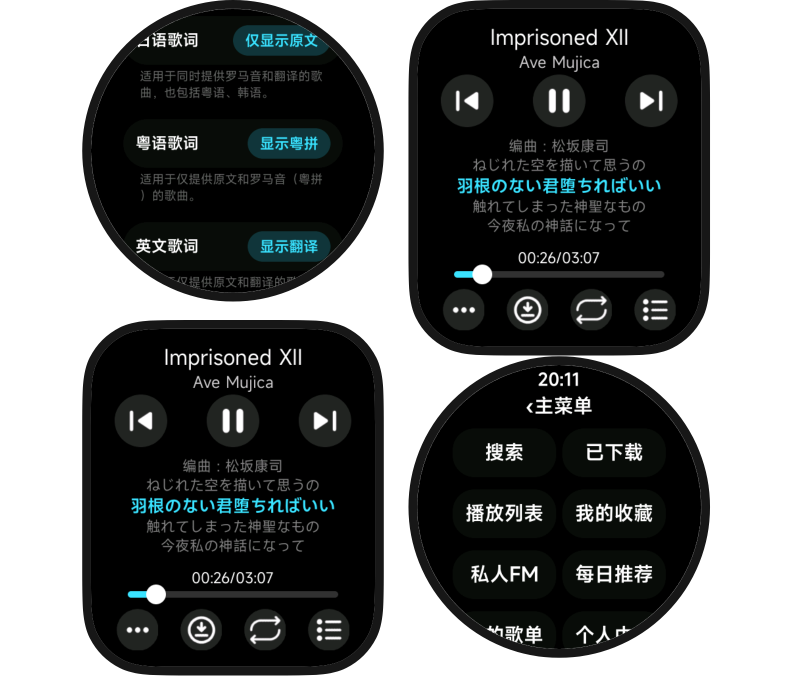 日语歌词
仅显示原文
适用于同时提供罗马音和翻译的歌
曲，也包括粤语、韩语。
粤语歌词
显示粤拼
适用于仅提供原文和罗马音（粤拼
）的歌曲。
英文歌词
显示翻译
仅提供原文和翻译的歌
Imprisoned XII
Ave Mujica
编曲：松坂康司
ねじれた空を描いて思うの
羽根のない君堕ちればいい
触れてしまった神聖なもの
今夜私の神話になって
00:26/03:07
Imprisoned XII
Ave Mujica
编曲：松坂康司
ねじれた空を描いて思うの
羽根のない君堕ちればいい
触れてしまった神聖なもの
今夜私の神話になって
00:26/03:07
20:11
‹主菜单
搜索
已下载
播放列表
我的收藏
私人FM
每日推荐
的歌单
个人